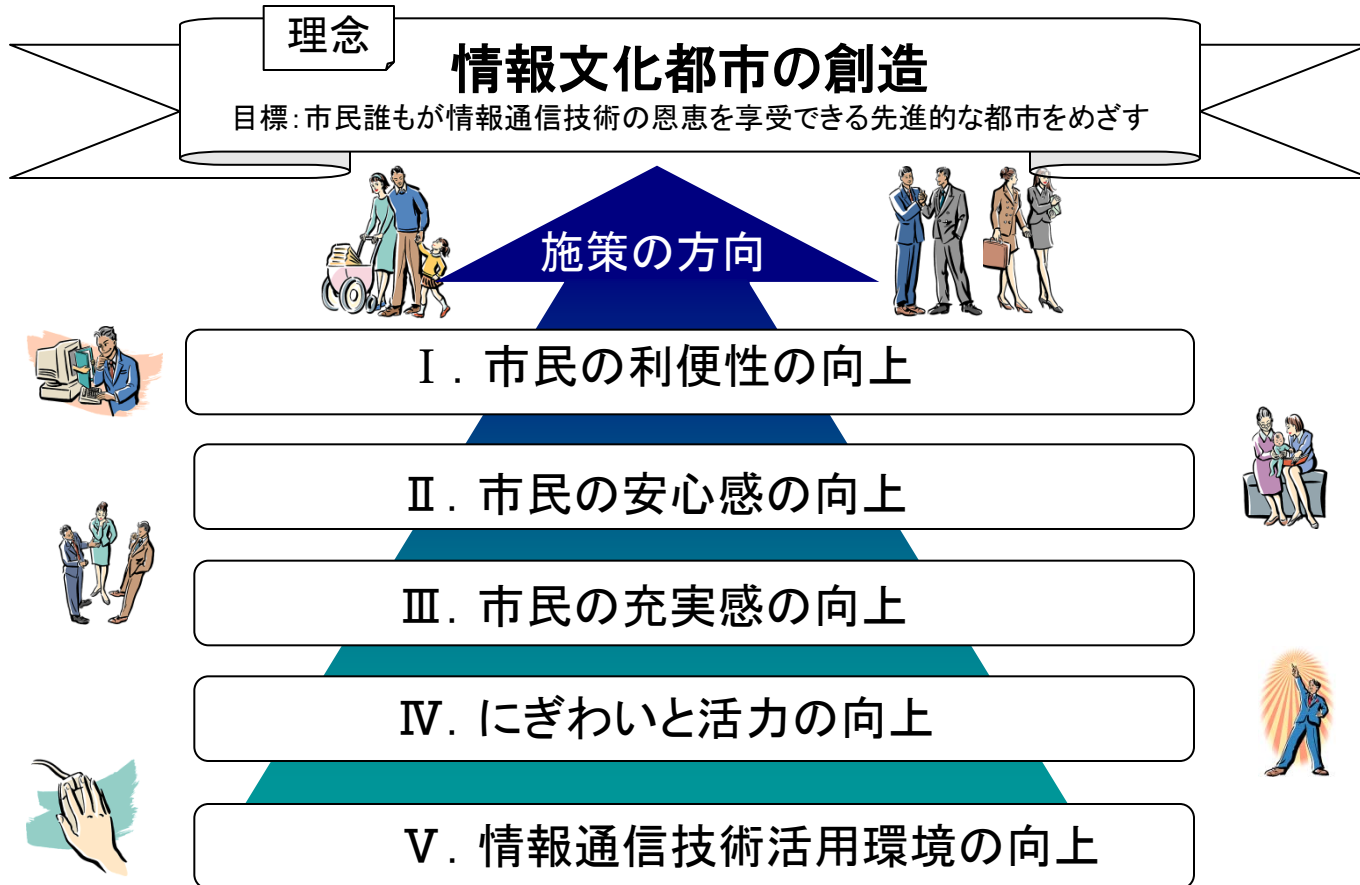 理念
情報文化都市の創造
目標:市民誰もが情報通信技術の恩恵を享受できる先進的な都市をめざす
施策の方向
Ⅰ. 市民の利便性の向上
Ⅱ. 市民の安心感の向上
Ⅲ. 市民の充実感の向上
Ⅳ. にぎわいと活力の向上
Ⅴ. 情報通信技術活用環境の向上